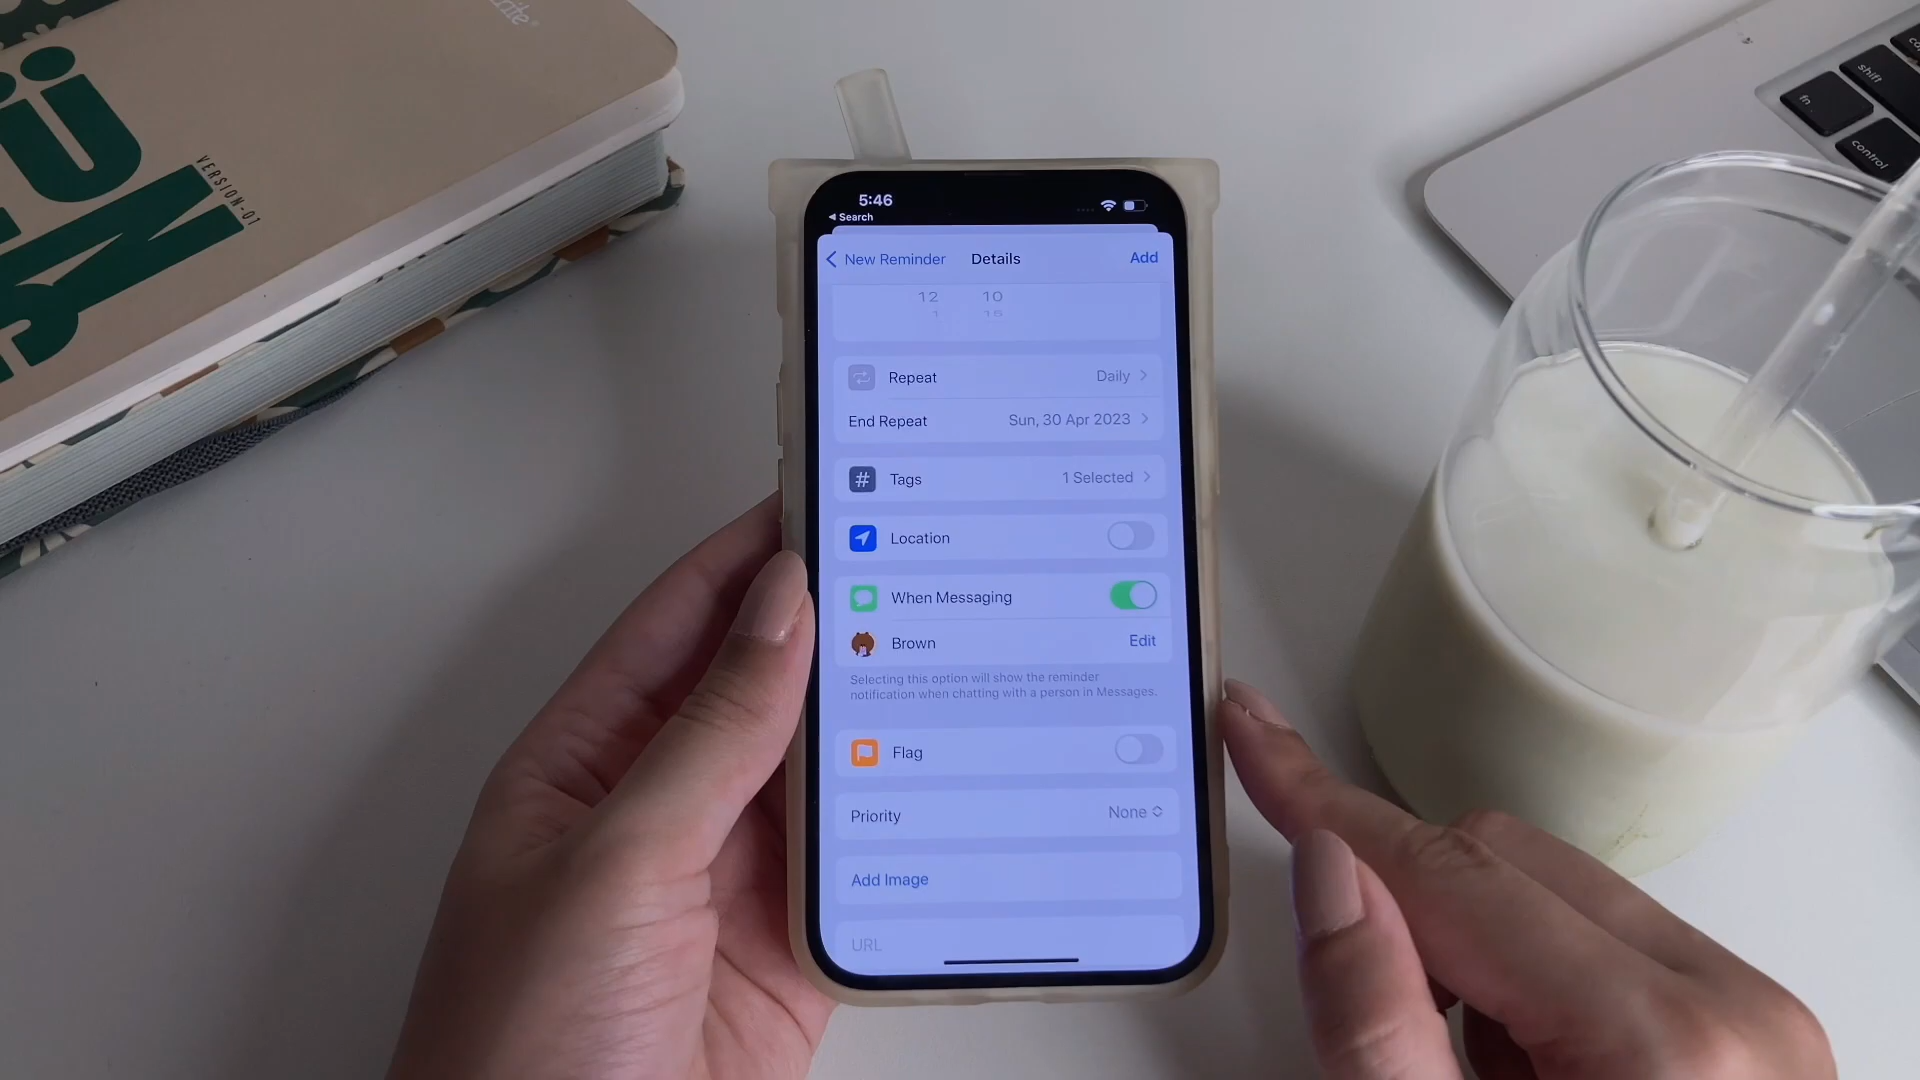 VERSION-01
5:46
Search
New Reminder
Details
Add
12
10
1
15
Repeat
Daily
End Repeat
Sun, 30 Apr 2023
#
Tags
1 Selected
Location
When Messaging
Brown
Edit
Selecting this option will show the reminder
notification when chatting with a person in Messages.
Flag
Priority
None
Add Image
URL
shift
fn
control